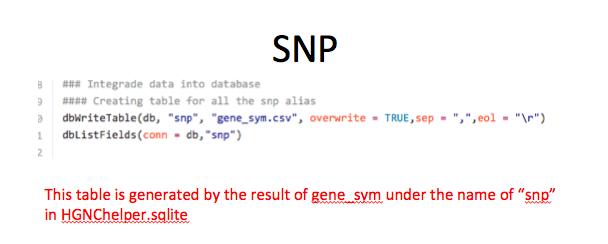 SNP
8 ### Integrade data into database
9 #### Creating table for all the snp alias
dbWriteTable(db, "snp", "gene_sym.csv", overwrite = TRUE,sep = ",",eol = "\r")
1 dbListFields(conn = db,"snp")
2
This table is generated by the result of gene_sym under the name of “snp”
in HGNChelper.sqlite